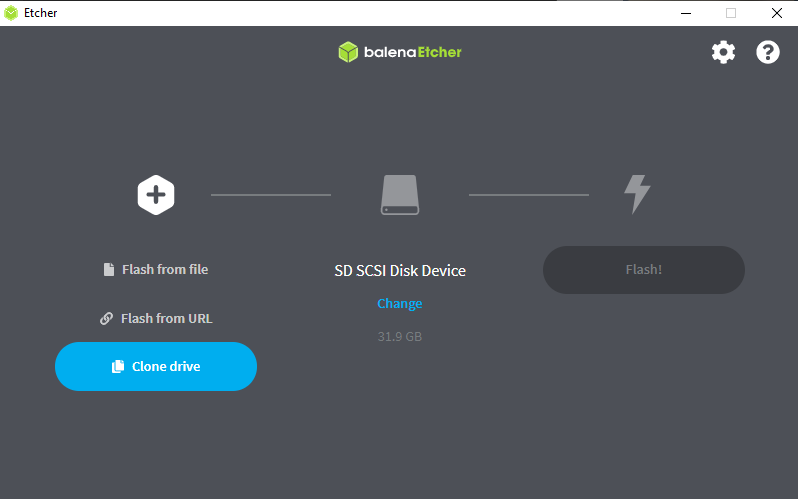 Etcher
balenaEtcher
Flash from file
Flash from URL
Clone drive
SD SCSI Disk Device
Change
31.9 GB
Flash!